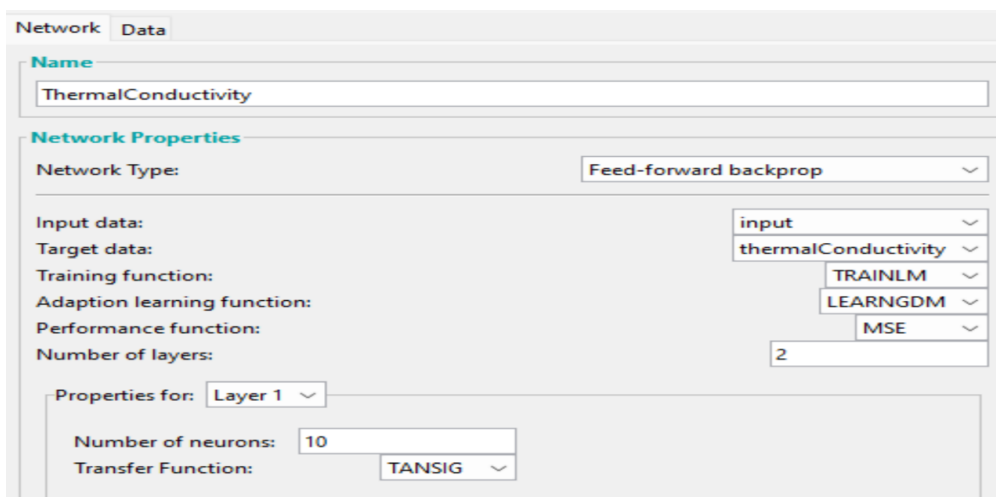 Network Data
Name
ThermalConductivity
Network Properties
Network Type: Feed-forward backprop
Input data: input
Target data: thermalConductivity
Training function: TRAINLM
Adaption learning function: LEARNGDM
Performance function: MSE
Number of layers: 2
Properties for: Layer 1
Number of neurons: 10
Transfer Function: TANSIG